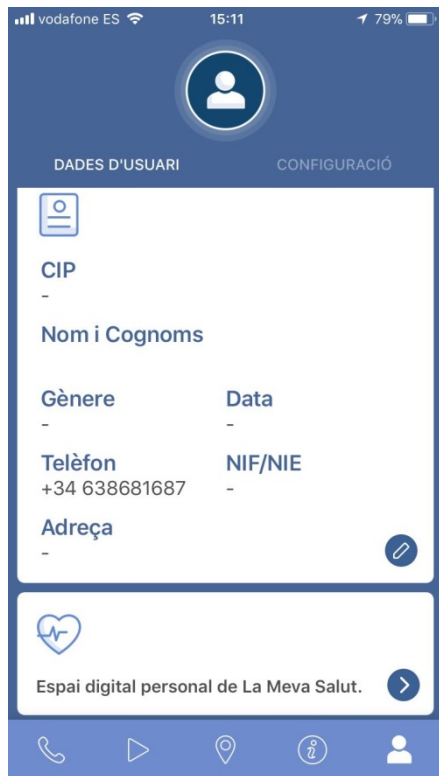 vodafone ES 15:11 79%
DADES D'USUARI CONFIGURACIÓ
CIP
-
Nom i Cognoms
Gènere Data
- -
Telèfon NIF/NIE
+34 638681687 -
Adreça
-
Espai digital personal de La Meva Salut.